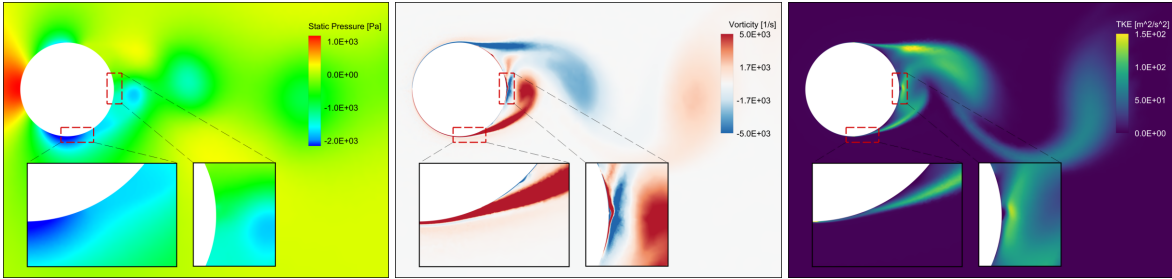 Static Pressure [Pa]
1.0E+03
0.0E+00
-1.0E+03
-2.0E+03
Vorticity [1/s]
5.0E+03
1.7E+03
-1.7E+03
-5.0E+03
TKE [m^2/s^2]
1.5E+02
1.0E+02
5.0E+01
0.0E+00